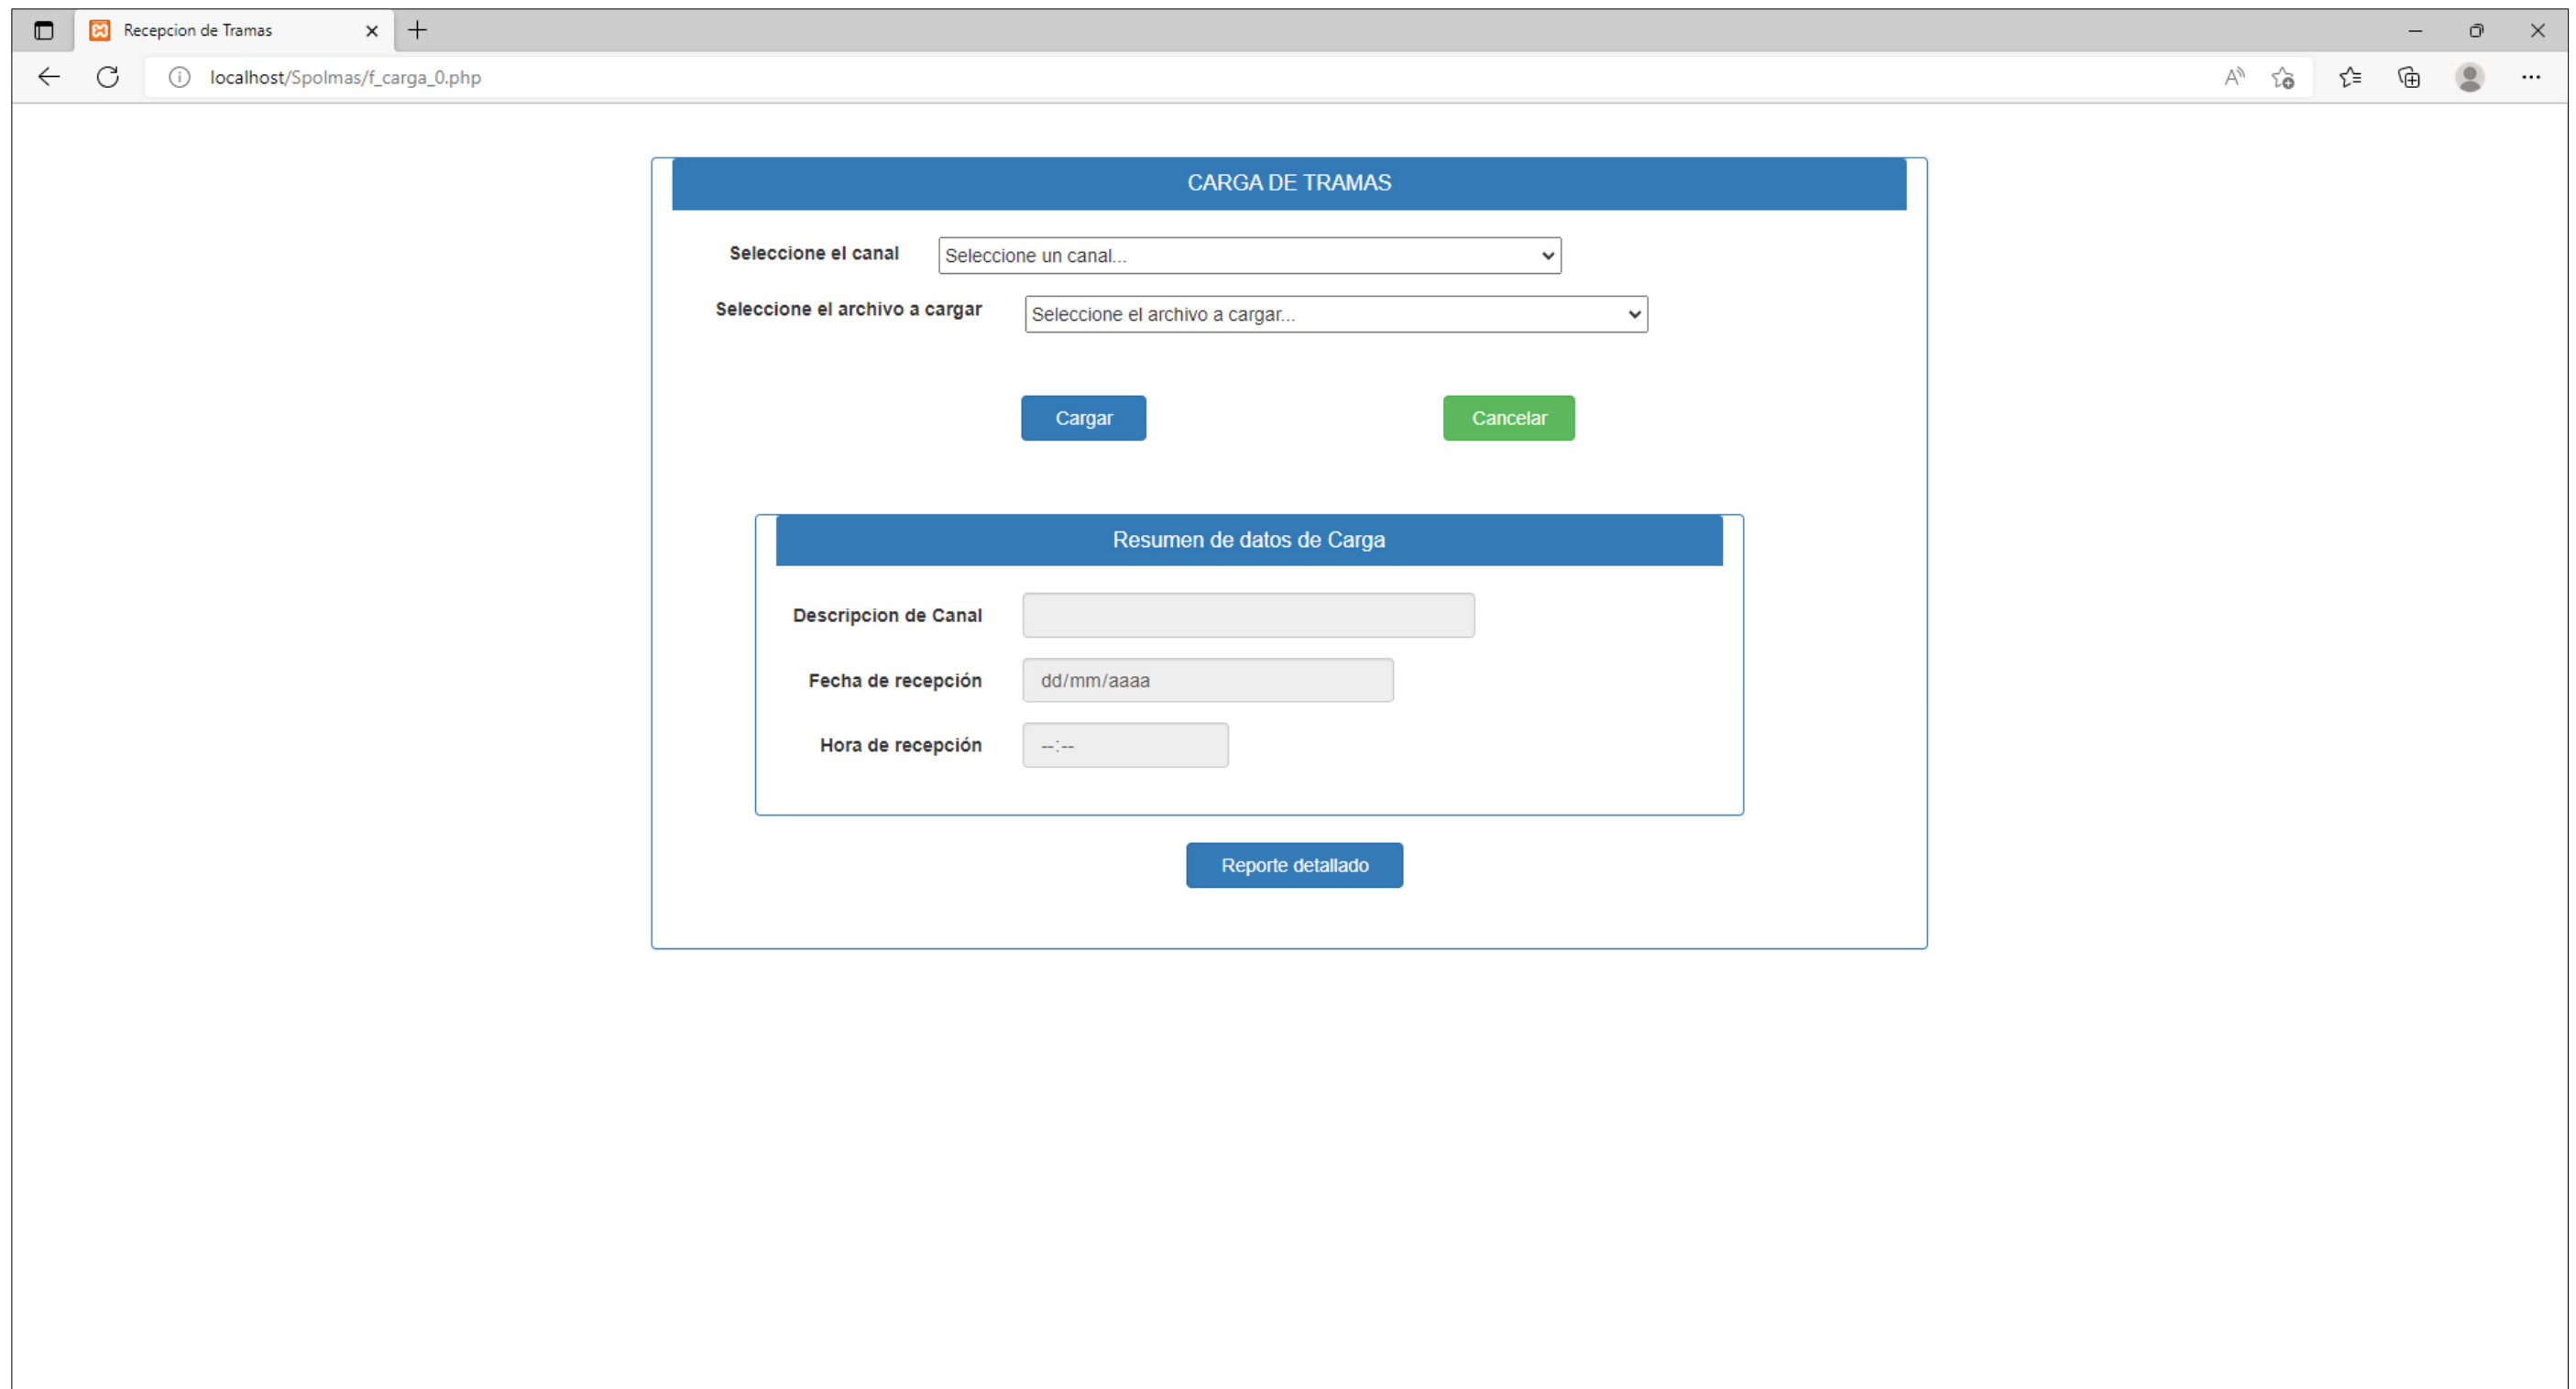 Recepcion de Tramas
localhost/Spolmas/f_carga_0.php
CARGA DE TRAMAS
Seleccione el canal Seleccione un canal...
Seleccione el archivo a cargar Seleccione el archivo a cargar...
Cargar Cancelar
Resumen de datos de Carga
Descripcion de Canal
Fecha de recepción dd/mm/aaaa
Hora de recepción --:--
Reporte detallado